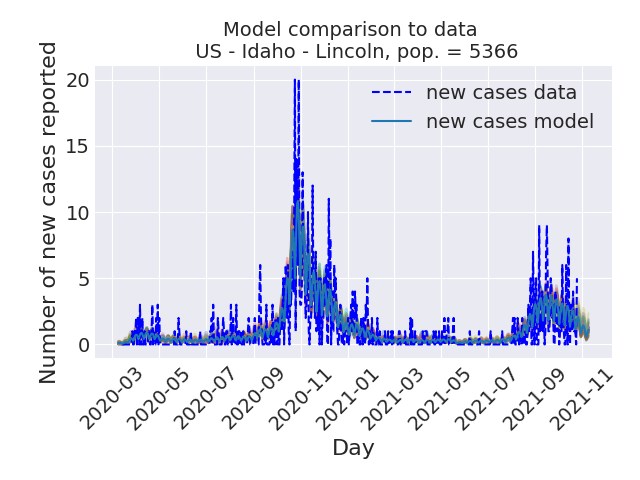 Model comparison to data
US - Idaho - Lincoln, pop. = 5366
Number of new cases reported
20
15
10
5
0
new cases data
new cases model
2020-03
2020-05
2020-07
2020-09
2020-11
2021-01
2021-03
2021-05
2021-07
2021-09
2021-11
Day